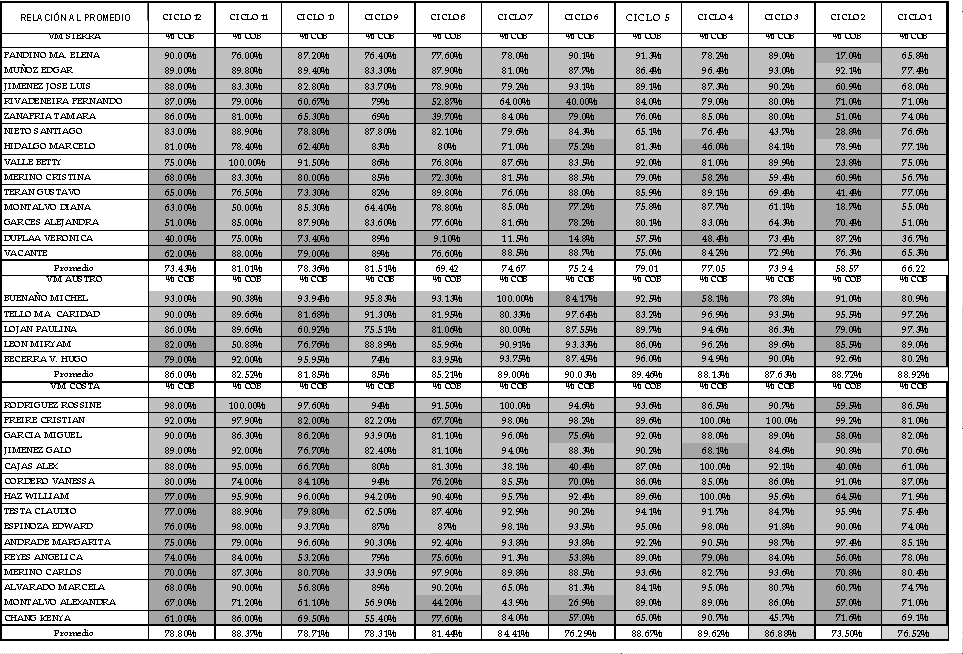 RELACIÓN AL PROMEDIO CICLO 12 CICLO 11 CICLO 10 CICLO 9 CICLO 8 CICLO 7 CICLO 6 CICLO 5 CICLO 4 CICLO 3 CICLO 2 CICLO 1
VM SIERRA % COB % COB % COB % COB % COB % COB % COB % COB % COB % COB % COB % COB
FANDINO MA. ELENA 90.00% 76.00% 87.20% 76.40% 77.60% 78.0% 90.1% 91.3% 78.2% 89.0% 17.0% 65.8%
MUÑOZ EDGAR 89.00% 89.80% 89.40% 83.30% 87.90% 81.0% 87.7% 86.4% 96.4% 93.0% 92.1% 77.4%
JIMENEZ JOSE LUIS 88.00% 83.30% 82.80% 83.70% 78.90% 79.2% 93.1% 89.1% 87.3% 90.2% 60.9% 68.0%
RIVADENEIRA FERNANDO 87.00% 79.00% 60.67% 79% 52.87% 64.00% 40.00% 84.0% 79.0% 80.0% 71.0% 71.0%
ZANAFRIA TAMARA 86.00% 81.00% 65.30% 69% 39.70% 84.0% 79.0% 76.0% 85.0% 80.0% 51.0% 74.0%
NIETO SANTIAGO 83.00% 88.90% 78.80% 87.80% 82.10% 79.6% 84.3% 65.1% 76.4% 43.7% 28.8% 76.6%
HIDALGO MARCELO 81.00% 78.40% 62.40% 83% 80% 71.0% 75.2% 81.3% 46.0% 84.1% 78.9% 77.1%
VALLE BETTY 75.00% 100.00% 91.50% 86% 76.80% 87.6% 83.5% 92.0% 81.0% 89.9% 23.8% 75.0%
MERINO CRISTINA 68.00% 83.30% 80.00% 85% 72.30% 81.5% 88.5% 79.0% 58.2% 59.4% 60.9% 56.7%
TERAN GUSTAVO 65.00% 76.50% 73.30% 82% 89.80% 76.0% 88.0% 85.9% 89.1% 69.4% 41.4% 77.0%
MONTALVO DIANA 63.00% 50.00% 85.30% 64.40% 78.80% 85.0% 77.2% 75.8% 87.7% 61.1% 18.7% 55.0%
GARCES ALEJANDRA 51.00% 85.00% 87.90% 83.60% 77.60% 81.6% 78.2% 80.1% 83.0% 64.3% 70.4% 51.0%
DUPLAA VERONICA 40.00% 75.00% 73.40% 89% 9.10% 11.5% 14.8% 57.5% 48.4% 73.4% 87.2% 36.7%
VACANTE 62.00% 88.00% 79.00% 89% 76.60% 88.5% 88.7% 75.0% 84.2% 72.9% 76.3% 65.3%
Promedio 73.43% 81.01% 78.36% 81.51% 69.42 74.67 75.24 79.01 77.05 73.94 58.57 66.22
VM AUSTRO % COB % COB % COB % COB % COB % COB % COB % COB % COB % COB % COB % COB
BUENAÑO MICHEL 93.00% 90.38% 93.94% 95.83% 93.13% 100.00% 84.17% 92.5% 58.1% 78.8% 91.0% 80.9%
TELLO MA. CARIDAD 90.00% 89.66% 81.68% 91.30% 81.95% 80.33% 97.64% 83.2% 96.9% 93.5% 95.5% 97.2%
LOJAN PAULINA 86.00% 89.66% 60.92% 75.51% 81.06% 80.00% 87.55% 89.7% 94.6% 86.3% 79.0% 97.3%
LEON MIRYAM 82.00% 50.88% 76.76% 88.89% 85.96% 90.91% 93.33% 86.0% 96.2% 89.6% 85.5% 89.0%
BECERRA V. HUGO 79.00% 92.00% 95.95% 74% 83.95% 93.75% 87.45% 96.0% 94.9% 90.0% 92.6% 80.2%
Promedio 86.00% 82.52% 81.85% 85% 85.21% 89.00% 90.03% 89.46% 88.13% 87.63% 88.72% 88.92%
VM COSTA % COB % COB % COB % COB % COB % COB % COB % COB % COB % COB % COB % COB
RODRIGUEZ ROSSINE 98.00% 100.00% 97.60% 94% 91.50% 100.0% 94.6% 93.6% 86.5% 90.7% 59.5% 86.5%
FREIRE CRISTIAN 92.00% 97.90% 82.00% 82.20% 67.70% 98.0% 98.2% 89.6% 100.0% 100.0% 99.2% 81.0%
GARCIA MIGUEL 90.00% 86.30% 86.20% 93.90% 81.10% 96.0% 75.6% 92.0% 88.0% 89.0% 58.0% 82.0%
JIMENEZ GALO 89.00% 92.00% 76.70% 82.40% 81.10% 94.0% 88.3% 90.2% 68.1% 84.6% 90.8% 70.6%
CAJAS ALEX 88.00% 95.00% 66.70% 80% 81.30% 38.1% 40.4% 87.0% 100.0% 92.1% 40.0% 61.0%
CORDERO VANESSA 80.00% 74.00% 84.10% 94% 76.20% 85.5% 70.0% 86.0% 85.0% 86.0% 91.0% 87.0%
HAZ WILLIAM 77.00% 95.90% 96.00% 94.20% 90.40% 95.7% 92.4% 89.6% 100.0% 95.6% 64.5% 71.9%
TESTA CLAUDIO 77.00% 88.90% 79.80% 62.50% 87.40% 92.9% 90.2% 94.1% 91.7% 84.7% 95.9% 75.4%
ESPINOZA EDWARD 76.00% 98.00% 93.70% 87% 87% 98.1% 93.5% 95.0% 98.0% 91.8% 90.0% 74.0%
ANDRADE MARGARITA 75.00% 79.00% 96.60% 90.30% 92.40% 93.8% 93.8% 92.2% 90.5% 98.7% 97.4% 85.1%
REYES ANGELICA 74.00% 84.00% 53.20% 79% 75.60% 91.3% 53.8% 89.0% 79.0% 84.0% 56.0% 78.0%
MERINO CARLOS 70.00% 87.30% 80.70% 33.90% 97.90% 89.8% 88.5% 93.6% 82.7% 93.6% 70.8% 80.4%
ALVARADO MARCELA 68.00% 90.00% 56.80% 89% 90.20% 65.0% 81.3% 84.1% 95.0% 80.7% 60.7% 74.7%
MONTALVO ALEXANDRA 67.00% 71.20% 61.10% 56.90% 44.20% 43.9% 26.9% 89.0% 89.0% 86.0% 57.0% 71.0%
CHANG KENYA 61.00% 86.00% 69.50% 55.40% 77.60% 84.0% 57.0% 65.0% 90.7% 45.7% 71.6% 69.1%
Promedio 78.80% 88.37% 78.71% 78.31% 81.44% 84.41% 76.29% 88.67% 89.62% 86.88% 73.50% 76.52%